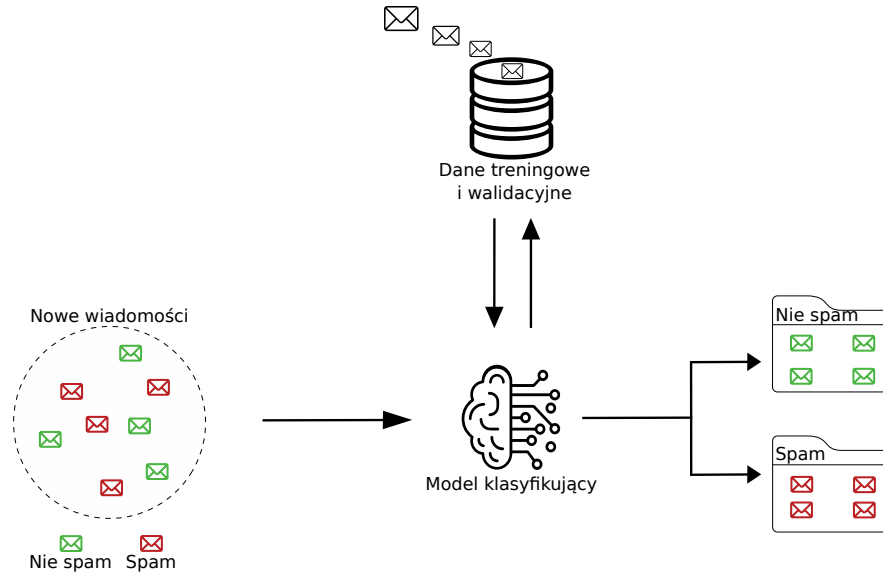 Dane treningowe
i walidacyjne
Nowe wiadomości
Nie spam
Spam
Model klasyfikujący
Nie spam
Spam